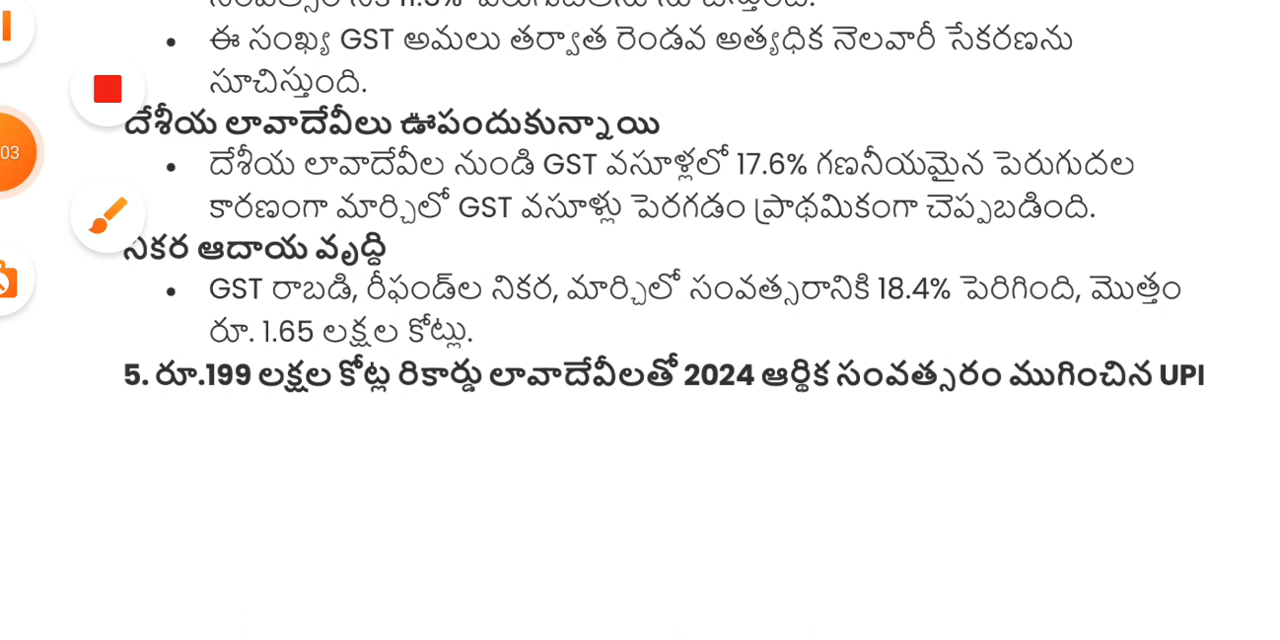 ఈ సంఖ్య GST అమలు తర్వాత రెండవ అత్యధిక నెలవారీ సేకరణను
సూచిస్తుంది.
దేశీయ లావాదేవీలు ఊపందుకున్నాయి
03
దేశీయ లావాదేవీల నుండి GST వసూళ్లలో 17.6% గణనీయమైన పెరుగుదల
కారణంగా మార్చిలో GST వసూళ్లు పెరగడం ప్రాథమికంగా చెప్పబడింది.
నికర ఆదాయ వృద్ధి
GST రాబడి, రీఫండ్‌ల నికర, మార్చిలో సంవత్సరానికి 18.4% పెరిగింది, మొత్తం
రూ. 1.65 లక్షల కోట్లు.
5. రూ.199 లక్షల కోట్ల రికార్డు లావాదేవీలతో 2024 ఆర్థిక సంవత్సరం ముగించిన UPI